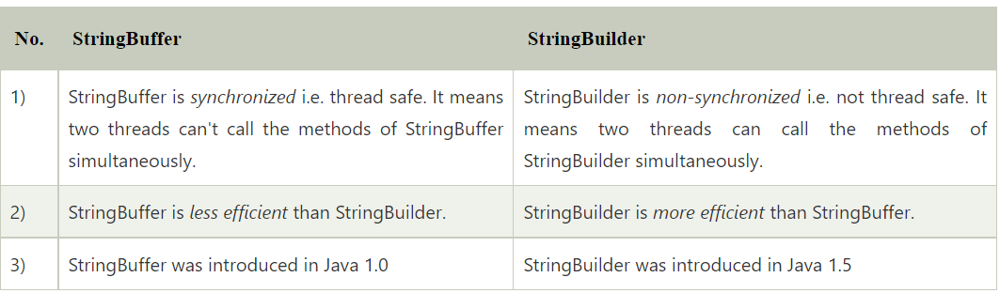 No. StringBuffer StringBuilder
1) StringBuffer is synchronized i.e. thread safe. It means
two threads can't call the methods of StringBuffer
simultaneously.
StringBuilder is non-synchronized i.e. not thread safe. It
means two threads can call the methods of
StringBuilder simultaneously.
2) StringBuffer is less efficient than StringBuilder. StringBuilder is more efficient than StringBuffer.
3) StringBuffer was introduced in Java 1.0 StringBuilder was introduced in Java 1.5